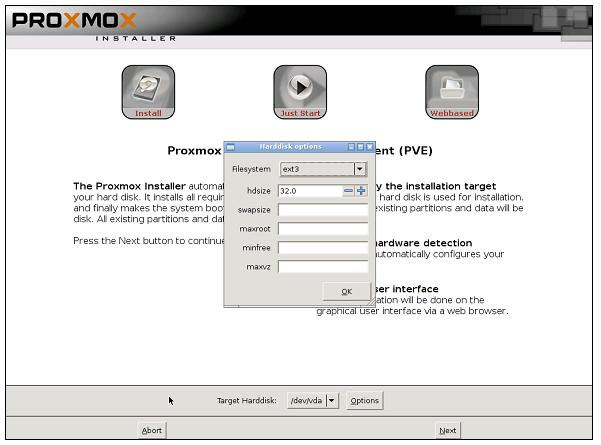 PROXMOX
INSTALLER
Install
Just Start
Webbased
Harddisk options
Proxmox
ent (PVE)
Filesystem
ext3
hdsize
32.0
swapsize
maxroot
minfree
maxvz
OK
The Proxmox Installer automa
your hard disk. It installs all requir
and finally makes the system boo
disk. All existing partitions and dat
Press the Next button to continue
y the installation target
hard disk is used for installation.
existing partitions and data will be
ardware detection
utomatically configures your
ser interface
ation will be done on the
graphical user interface via a web browser.
Target Harddisk:
/dev/vda
Options
Abort
Next